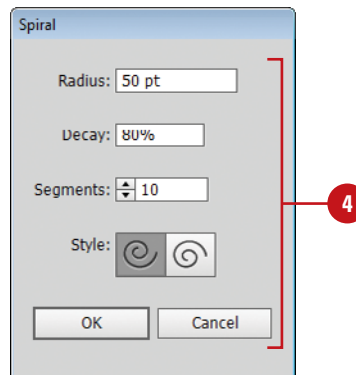 Spiral
Radius: 50 pt
Decay: 80%
Segments: 10
4
Style:
OK Cancel